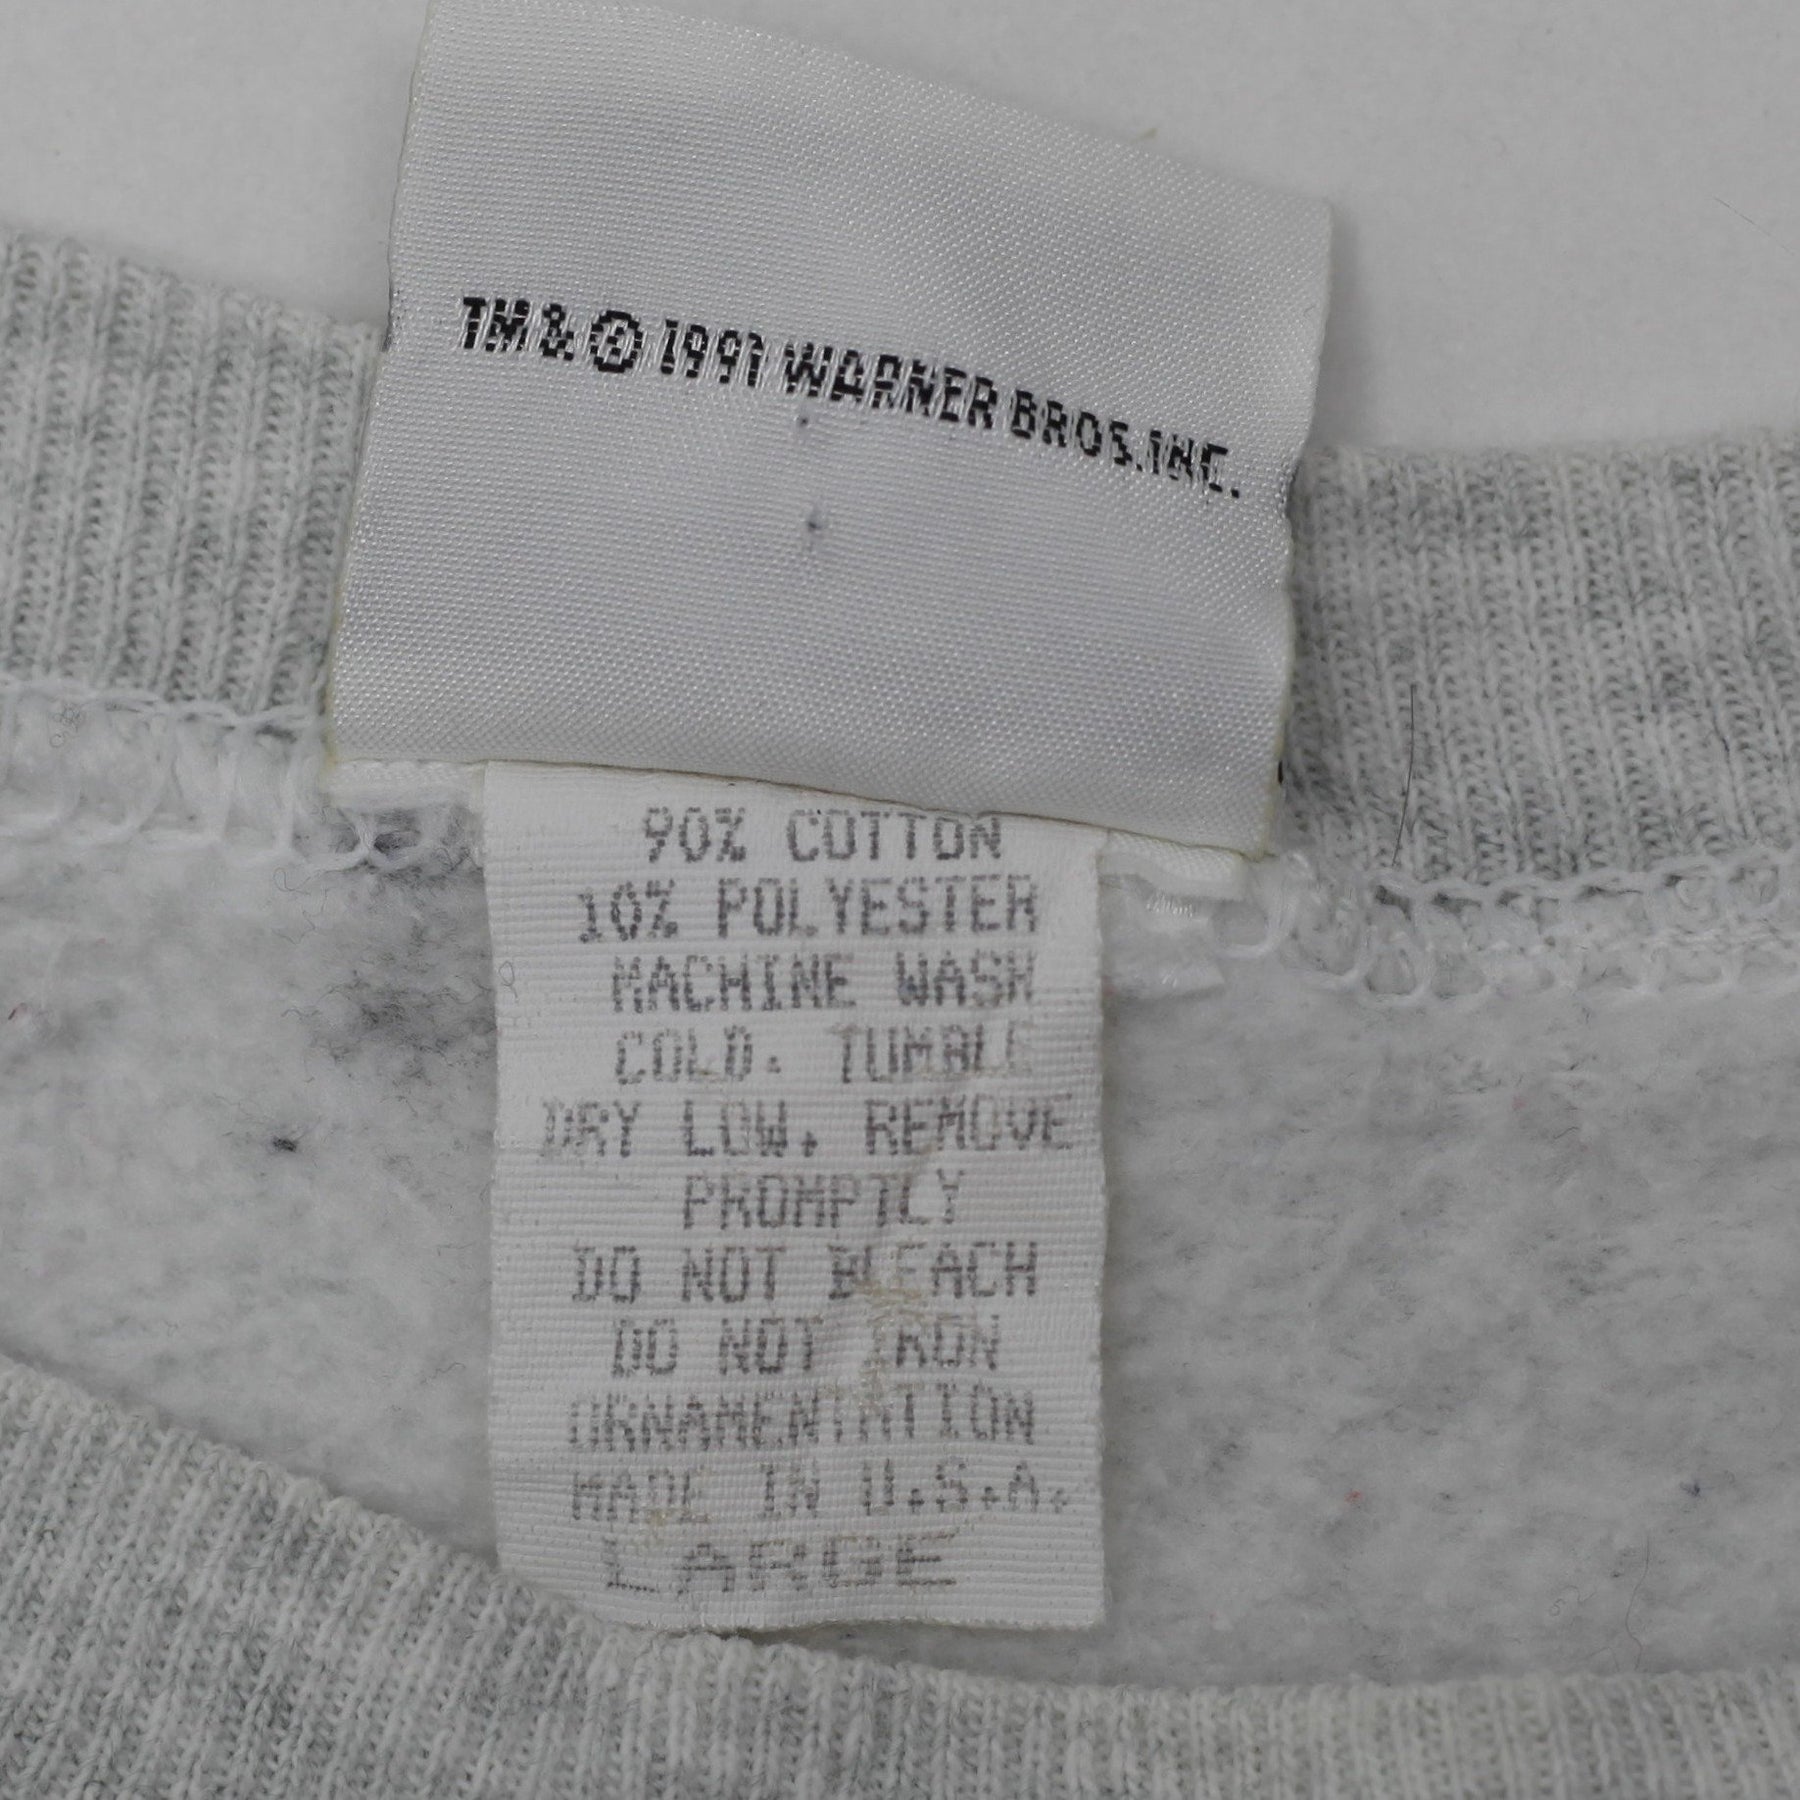 TM & © 1991 WARNER BROS. INC.
90% COTTON
10% POLYESTER
MACHINE WASH
COLD. TUMBLE
DRY LOW. REMOVE
PROMPTLY
DO NOT BLEACH
DO NOT IRON
ORNAMENTATION
MADE IN U.S.A.
LARGE